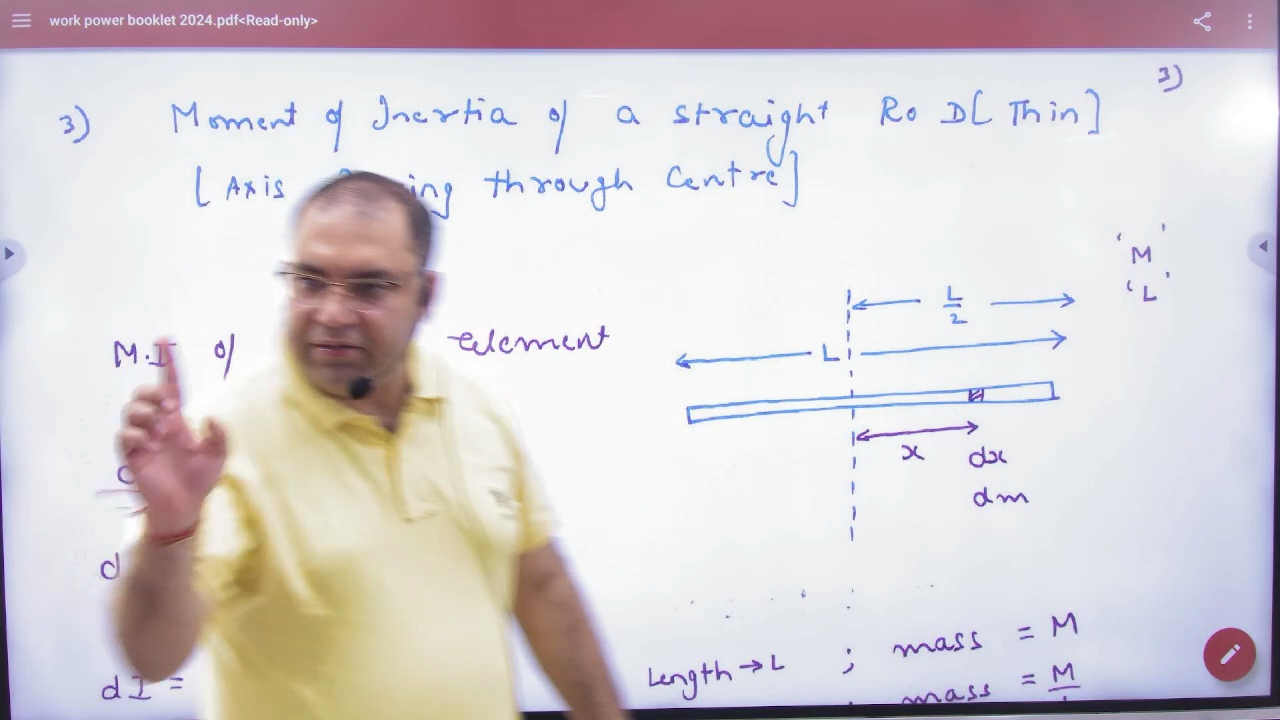 work power booklet 2024.pdf<Read-only>
3)
3) Moment of Inertia of a straight RoD [Thin]
[Axis through Centre]
'M'
'L'
L/2
M.I of element
L
x dx
dm
d
dI =
Length → L ; mass = M
mass = M